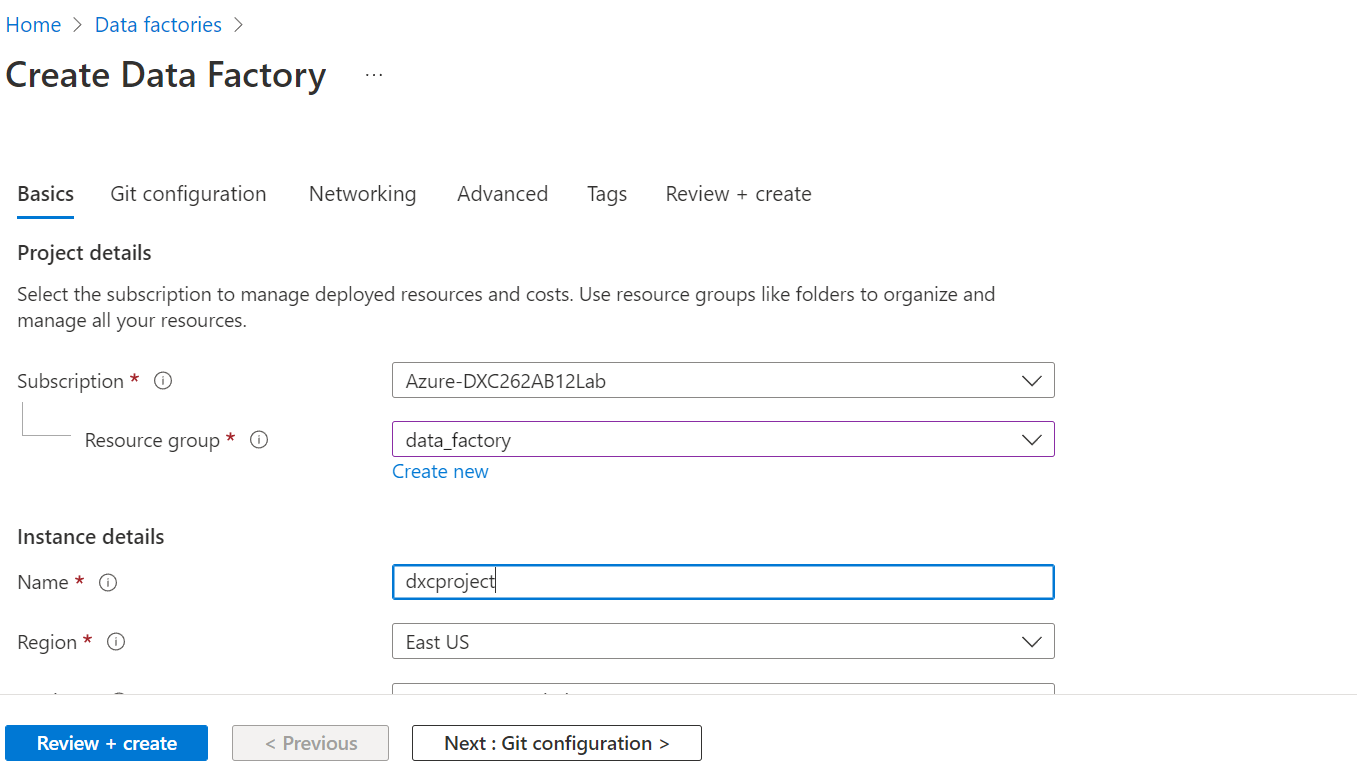 Home > Data factories >
Create Data Factory ...
Basics Git configuration Networking Advanced Tags Review + create
Project details
Select the subscription to manage deployed resources and costs. Use resource groups like folders to organize and
manage all your resources.
Subscription * Azure-DXC262AB12Lab
Resource group * data_factory
Create new
Instance details
Name * dxcproject
Region * East US
Review + create < Previous Next : Git configuration >